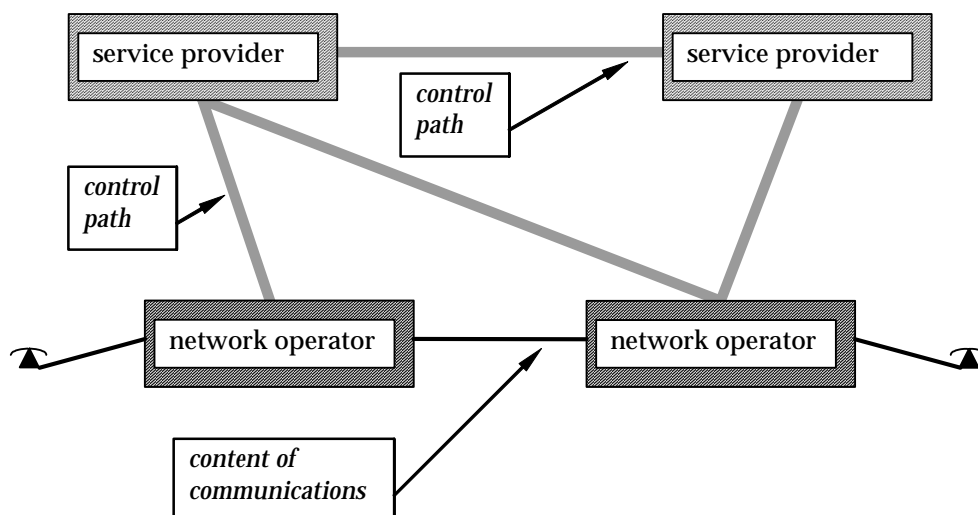 service provider
service provider
control
path
control
path
network operator
network operator
content of
communications